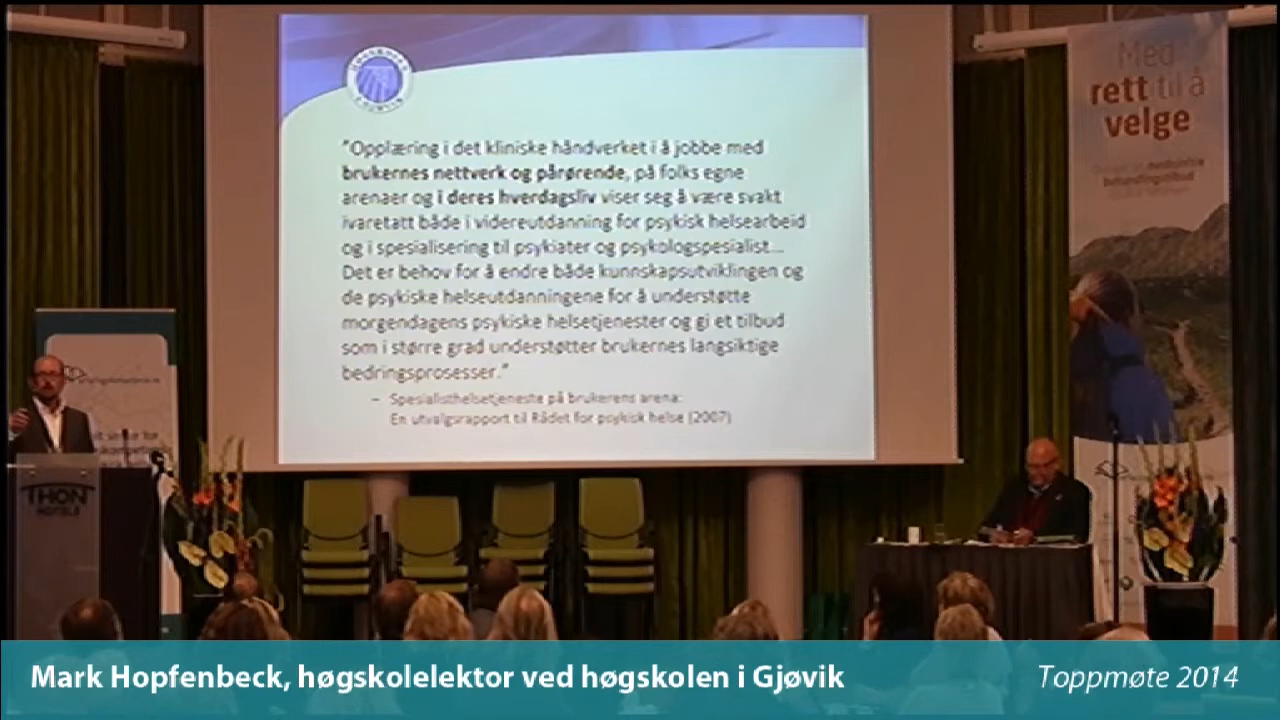 "Opplæring i det kliniske håndverket i å jobbe med
brukernes nettverk og pårørende, på folks egne
arenaer og i deres hverdagsliv viser seg å være svakt
ivaretatt både i videreutdanning for psykisk helsearbeid
og i spesialisering til psykiater og psykologspesialist...
Det er behov for å endre både kunnskapsutviklingen og
de psykiske helseutdanningene for å understøtte
morgendagens psykiske helsetjenester og gi et tilbud
som i større grad understøtter brukernes langsiktige
bedringsprosesser."
– Spesialisthelsetjeneste på brukerens arena:
En utvalgsrapport til Rådet for psykisk helse (2007)
Med
rett til å
velge
THON
HOTELS
Mark Hopfenbeck, høgskolelektor ved høgskolen i Gjøvik
Toppmøte 2014